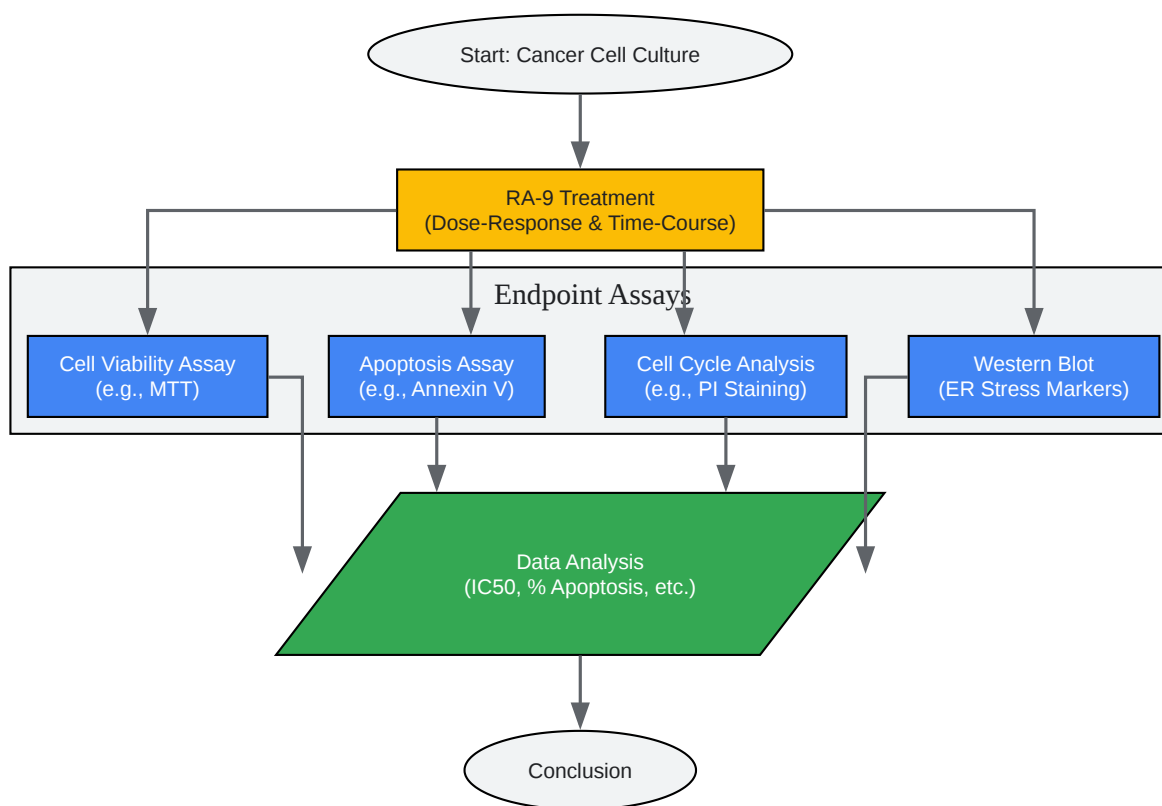 Start: Cancer Cell Culture
RA-9 Treatment
(Dose-Response & Time-Course)
Endpoint Assays
Cell Viability Assay
(e.g., MTT)
Apoptosis Assay
(e.g., Annexin V)
Cell Cycle Analysis
(e.g., PI Staining)
Western Blot
(ER Stress Markers)
Data Analysis
(IC50, % Apoptosis, etc.)
Conclusion